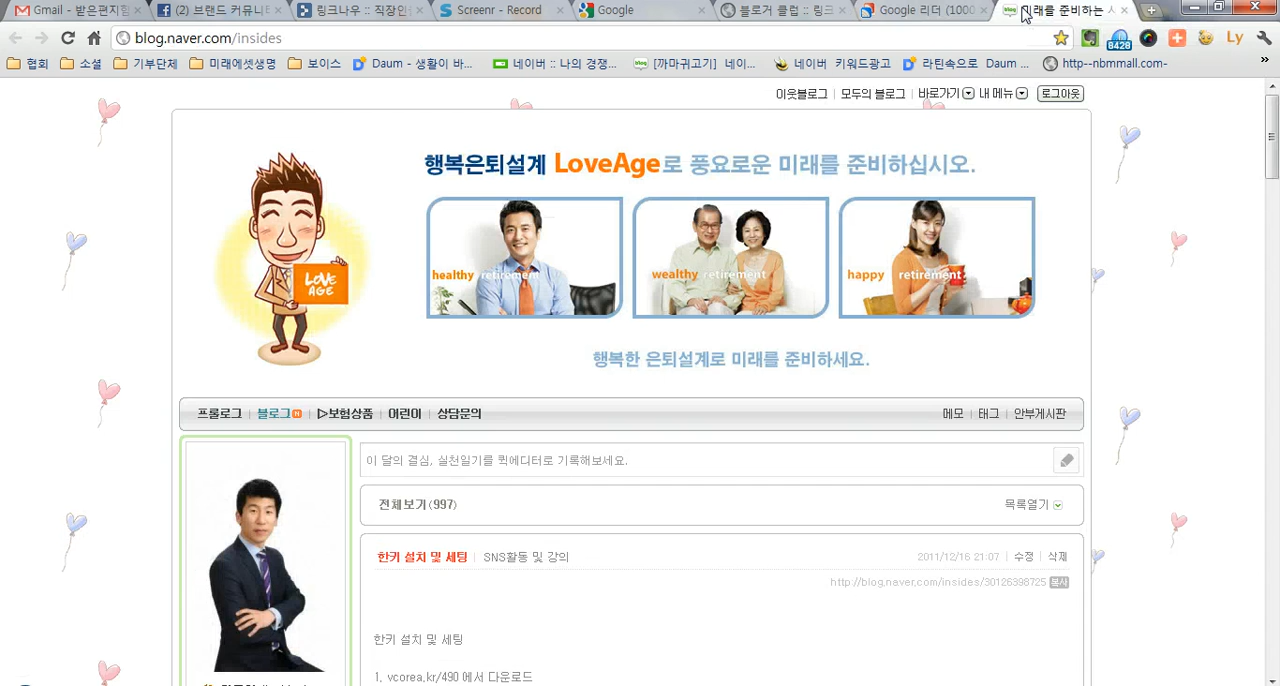 Gmail - 받은편지함
(2) 브랜드 커뮤니티
링크나우 :: 직장인
Screenr - Record
Google
블로거 클럽 :: 링크
Google 리더 (1000
미래를 준비하는 사
blog.naver.com/insides
8428
Ly
협회
소셜
기부단체
미래에셋생명
보이스
Daum - 생활이 바...
네이버 :: 나의 경쟁...
[까마귀고기] 네이...
네이버 키워드광고
라틴속으로 Daum ...
http--nbmmall.com-
이웃블로그 | 모두의 블로그 | 바로가기 내 메뉴 로그아웃
행복은퇴설계 LoveAge로 풍요로운 미래를 준비하십시오.
LOVE
AGE
healthy retirement
wealthy retirement
happy retirement
행복한 은퇴설계로 미래를 준비하세요.
프롤로그 | 블로그 N | ▷보험상품 | 어린이 | 상담문의
메모 | 태그 | 안부게시판
이 달의 결심, 실천일기를 퀵에디터로 기록해보세요.
전체보기(997)
목록열기
한키 설치 및 세팅 | SNS활동 및 강의
2011/12/16 21:07 | 수정 | 삭제
http://blog.naver.com/insides/30126398725 복사
한키 설치 및 세팅
1. vcorea.kr/490 에서 다운로드